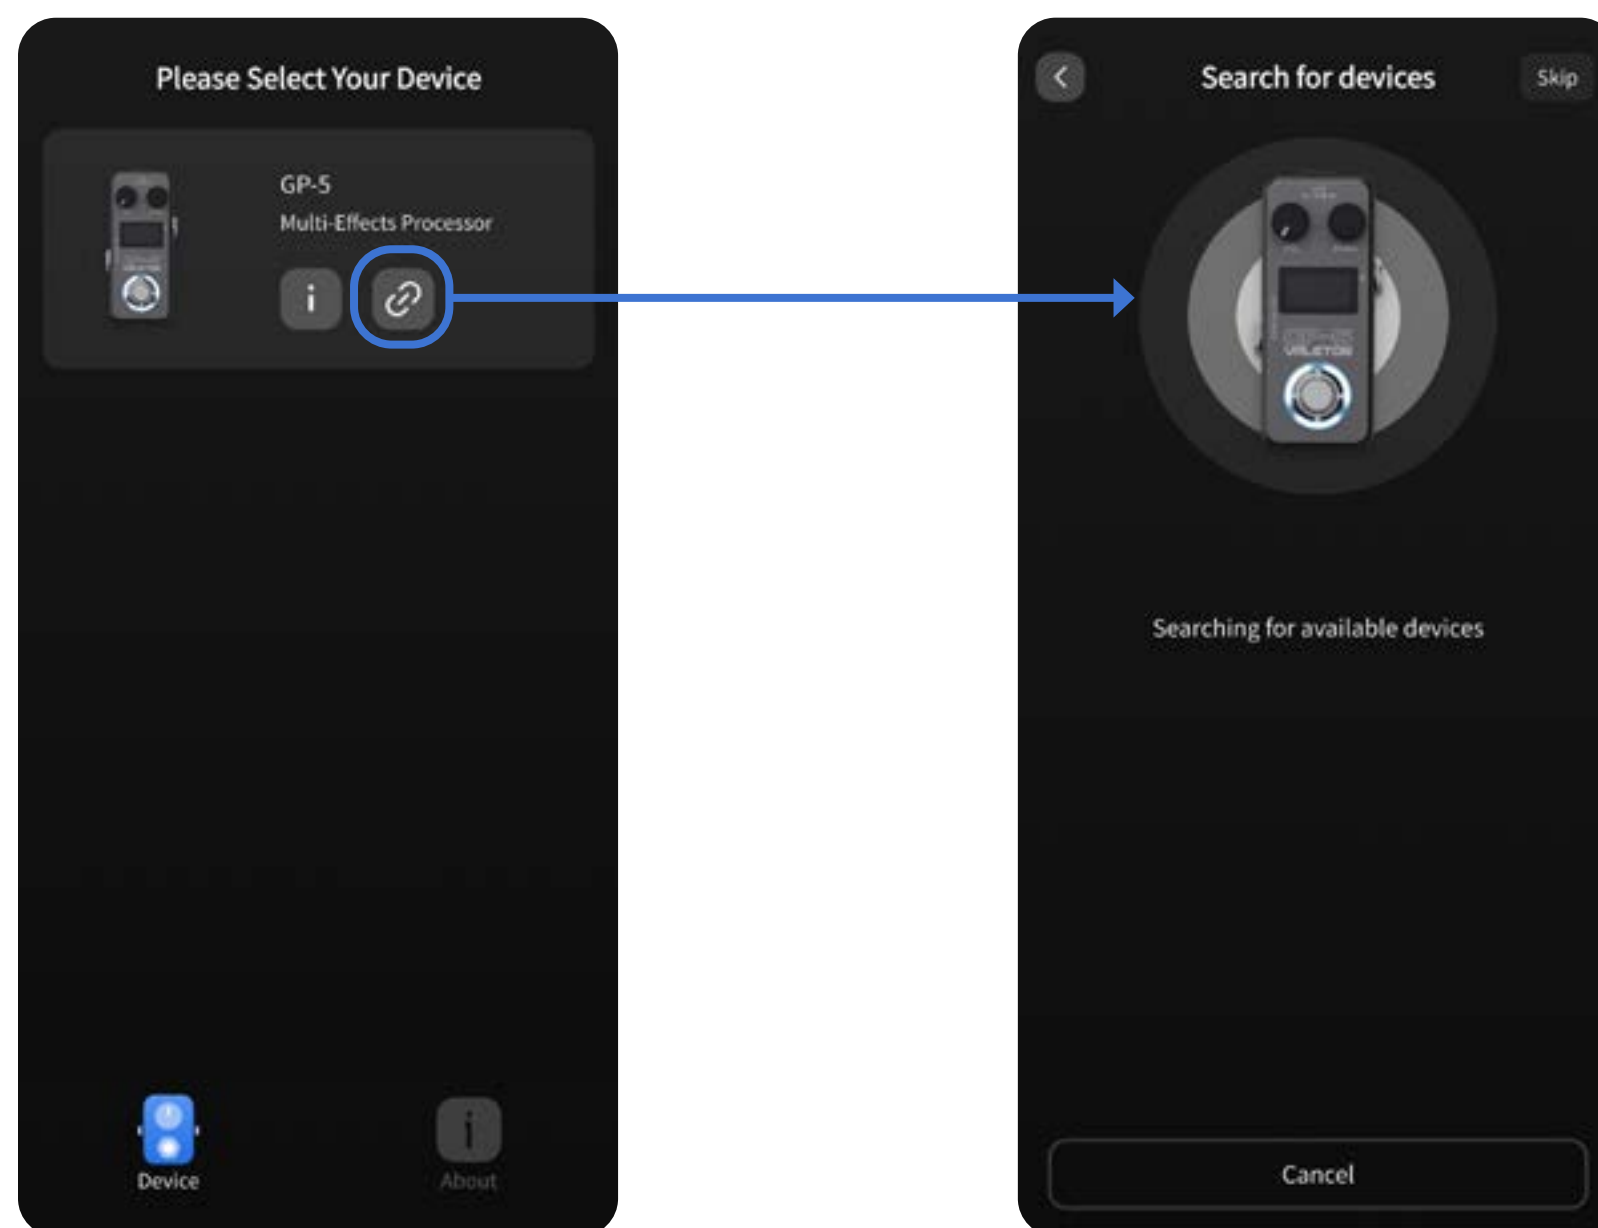 Please Select Your Device
GP-5
Multi-Effects Processor
Device
About
Search for devices
Skip
VALETON
Searching for available devices
Cancel